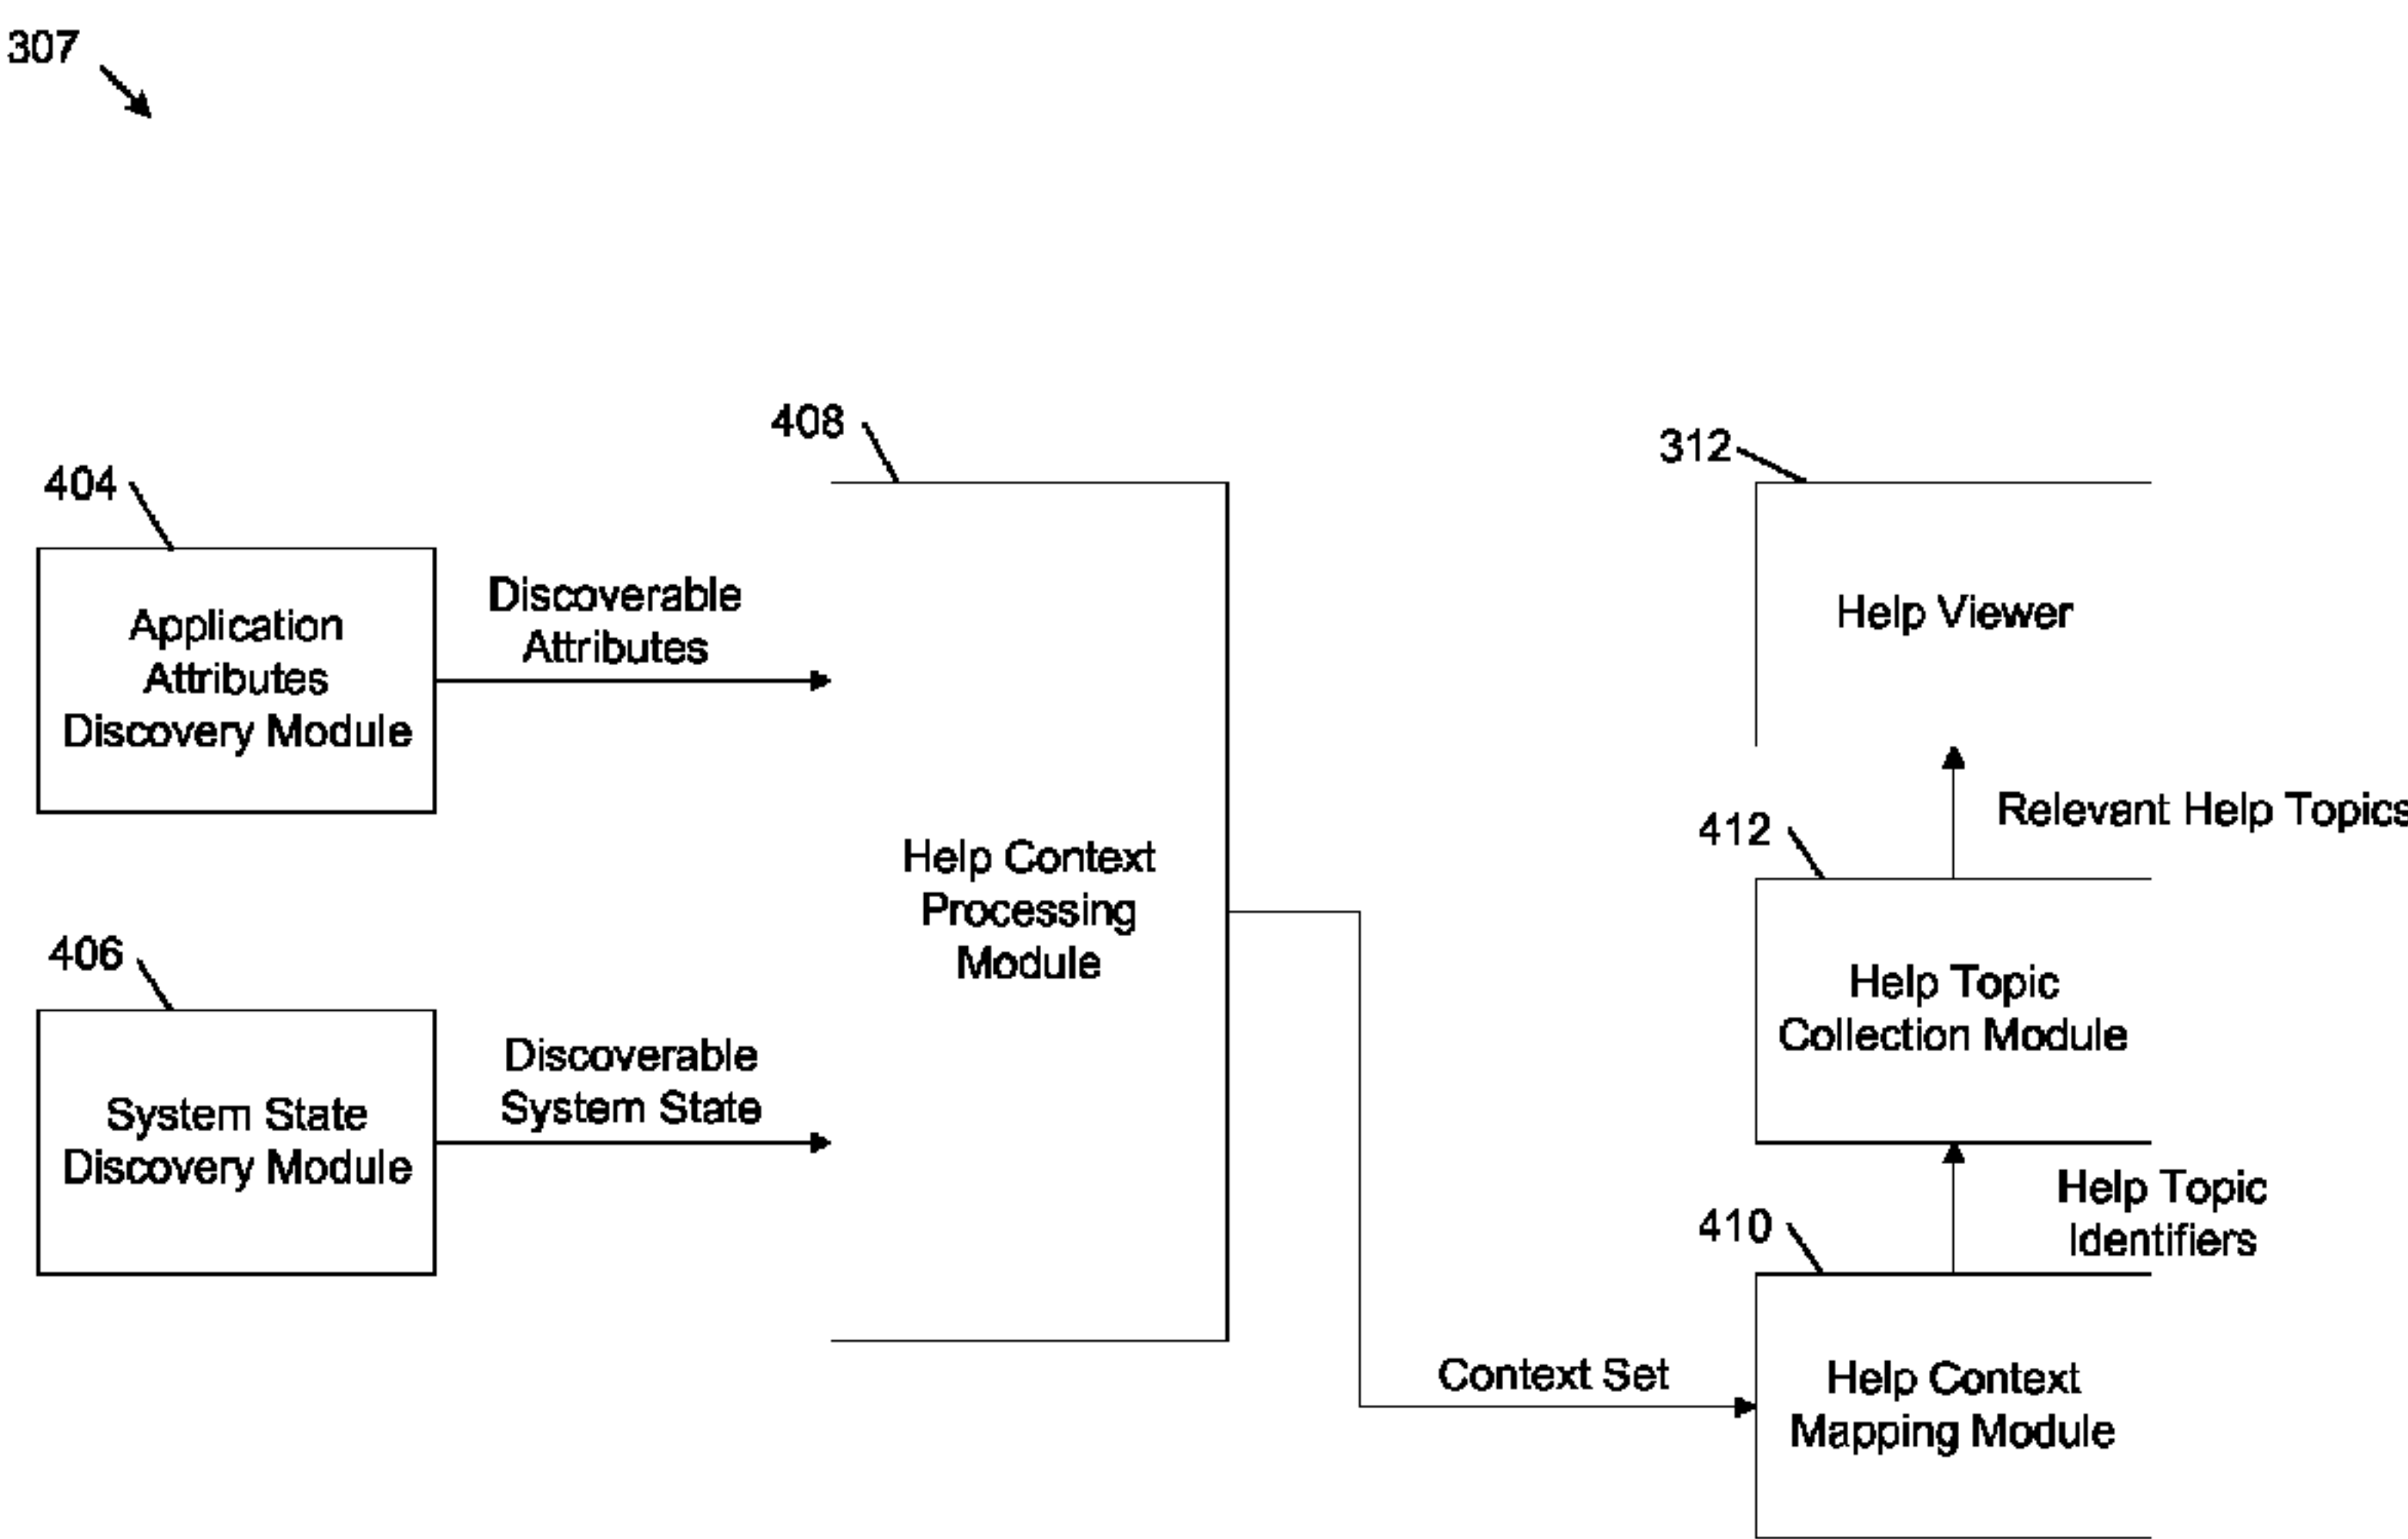 307
408
312
404
Discoverable
Attributes
Application
Attributes
Discovery Module
Help Viewer
Relevant Help Topics
412
Help Context
Processing
Module
406
Help Topic
Collection Module
Discoverable
System State
System State
Discovery Module
Help Topic
Identifiers
410
Context Set
Help Context
Mapping Module